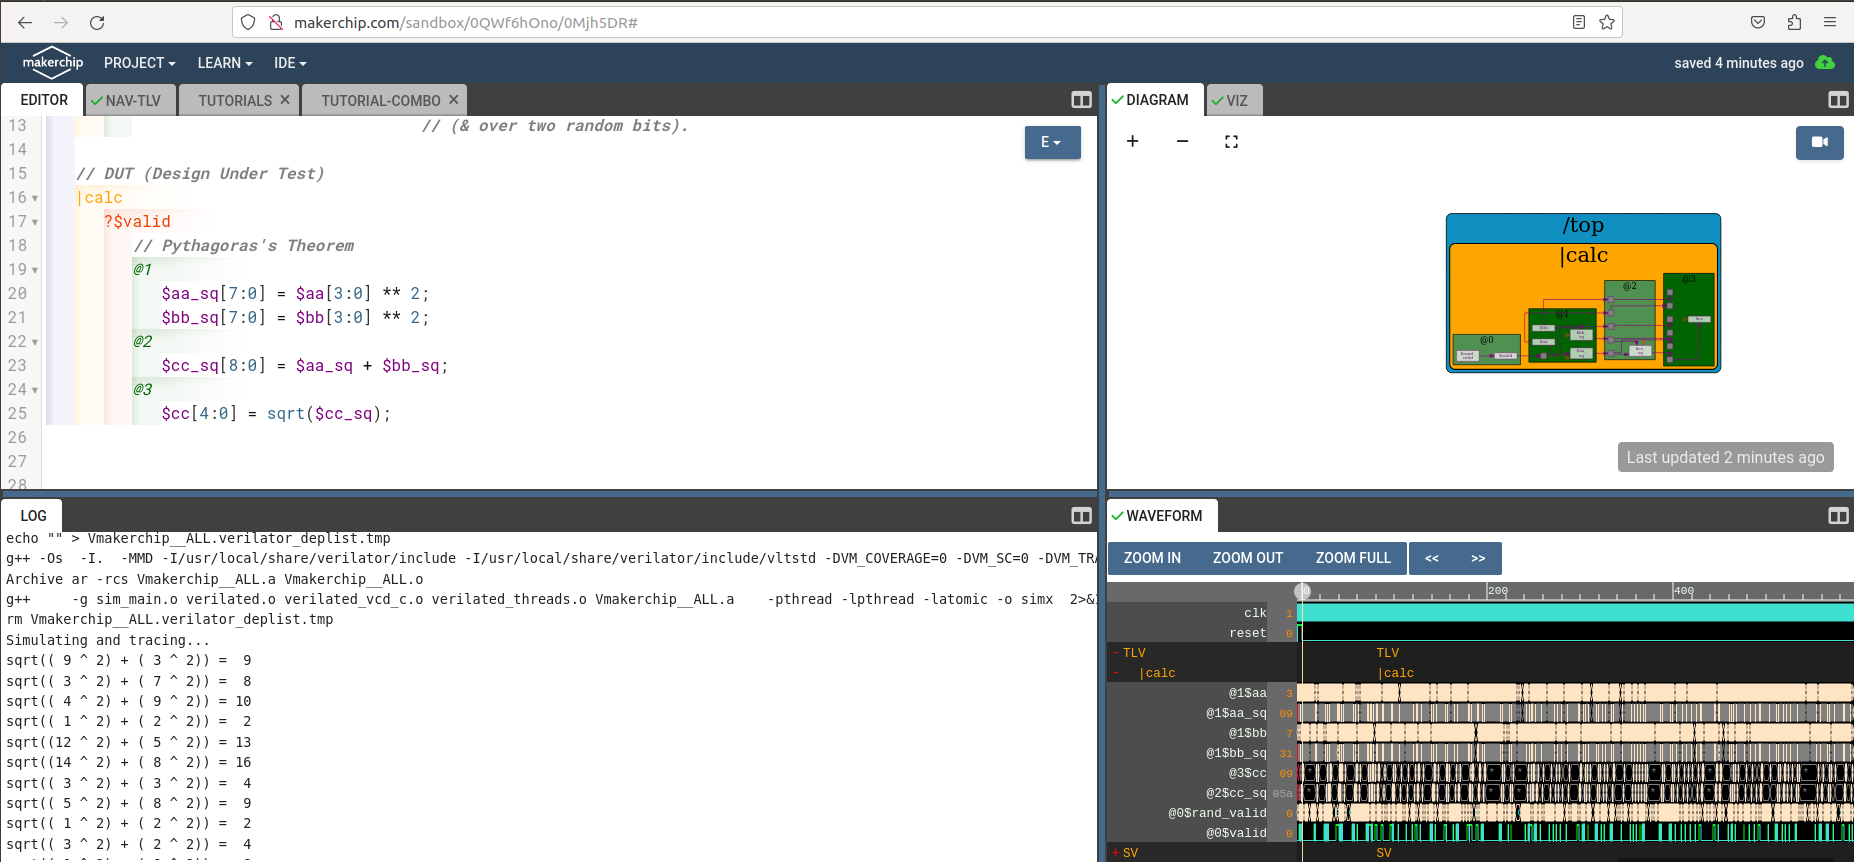 makerchip.com/sandbox/0QWf6hOno/0Mjh5DR#
makerchip PROJECT LEARN IDE saved 4 minutes ago
EDITOR NAV-TLV TUTORIALS TUTORIAL-COMBO
13 // (& over two random bits).
14
15 // DUT (Design Under Test)
16 |calc
17 ?$valid
18 // Pythagoras's Theorem
19 @1
20 $aa_sq[7:0] = $aa[3:0] ** 2;
21 $bb_sq[7:0] = $bb[3:0] ** 2;
22 @2
23 $cc_sq[8:0] = $aa_sq + $bb_sq;
24 @3
25 $cc[4:0] = sqrt($cc_sq);
26
27
28
E
DIAGRAM VIZ
/top
|calc
@0 @1 @2 @3
Last updated 2 minutes ago
LOG
echo "" > Vmakerchip__ALL.verilator_deplist.tmp
g++ -Os -I. -MMD -I/usr/local/share/verilator/include -I/usr/local/share/verilator/include/vltstd -DVM_COVERAGE=0 -DVM_SC=0 -DVM_TRA
Archive ar -rcs Vmakerchip__ALL.a Vmakerchip__ALL.o
g++ -g sim_main.o verilated.o verilated_vcd_c.o verilated_threads.o Vmakerchip__ALL.a -pthread -lpthread -latomic -o simx 2>&
rm Vmakerchip__ALL.verilator_deplist.tmp
Simulating and tracing...
sqrt(( 9 ^ 2) + ( 3 ^ 2)) = 9
sqrt(( 3 ^ 2) + ( 7 ^ 2)) = 8
sqrt(( 4 ^ 2) + ( 9 ^ 2)) = 10
sqrt(( 1 ^ 2) + ( 2 ^ 2)) = 2
sqrt((12 ^ 2) + ( 5 ^ 2)) = 13
sqrt((14 ^ 2) + ( 8 ^ 2)) = 16
sqrt(( 3 ^ 2) + ( 3 ^ 2)) = 4
sqrt(( 5 ^ 2) + ( 8 ^ 2)) = 9
sqrt(( 1 ^ 2) + ( 2 ^ 2)) = 2
sqrt(( 3 ^ 2) + ( 2 ^ 2)) = 4
WAVEFORM
ZOOM IN ZOOM OUT ZOOM FULL << >>
0 200 400
clk 1
reset 0
- TLV TLV
- |calc |calc
@1$aa 3
@1$aa_sq 09
@1$bb 7
@1$bb_sq 31
@3$cc 09
@2$cc_sq 05a
@0$rand_valid 0
@0$valid 0
+ SV SV